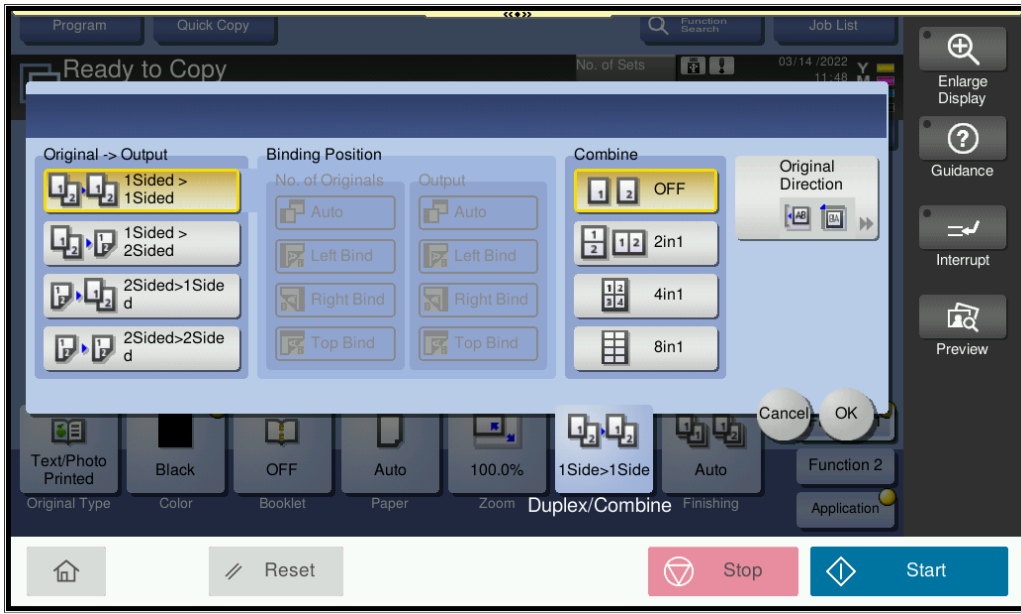 Program
Quick Copy
Function
Search
Job List
Ready to Copy
No. of Sets
03/14 /2022
11:48
Y
M
Original -> Output
1Sided >
1Sided
1Sided >
2Sided
2Sided>1Side
d
2Sided>2Side
d
Binding Position
No. of Originals
Auto
Left Bind
Right Bind
Top Bind
Output
Auto
Left Bind
Right Bind
Top Bind
Combine
OFF
2in1
4in1
8in1
Original
Direction
Cancel
OK
Text/Photo
Printed
Original Type
Black
Color
OFF
Booklet
Auto
Paper
100.0%
Zoom
1Side>1Side
Duplex/Combine
Auto
Finishing
Function 2
Application
Enlarge
Display
Guidance
Interrupt
Preview
Reset
Stop
Start